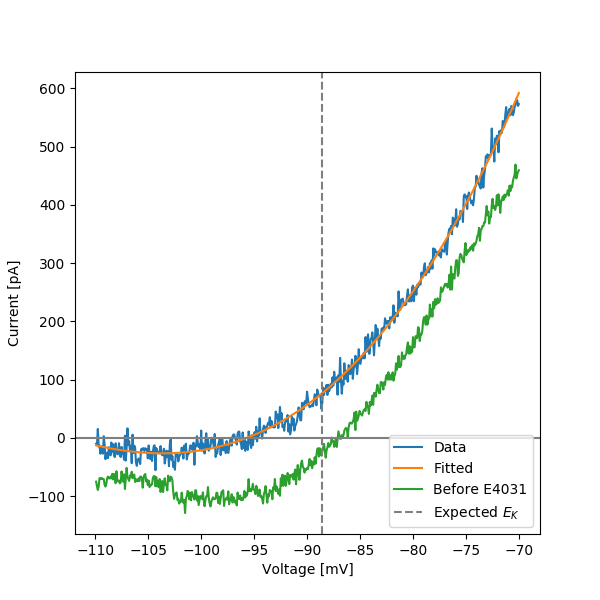 600
500
400
300
200
100
0
−100
Current [pA]
−110 −105 −100 −95 −90 −85 −80 −75 −70
Voltage [mV]
Data
Fitted
Before E4031
Expected E_K